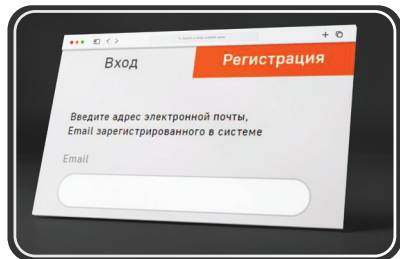 Вход
Регистрация
Введите адрес электронной почты,
Email зарегистрированного в системе
Email